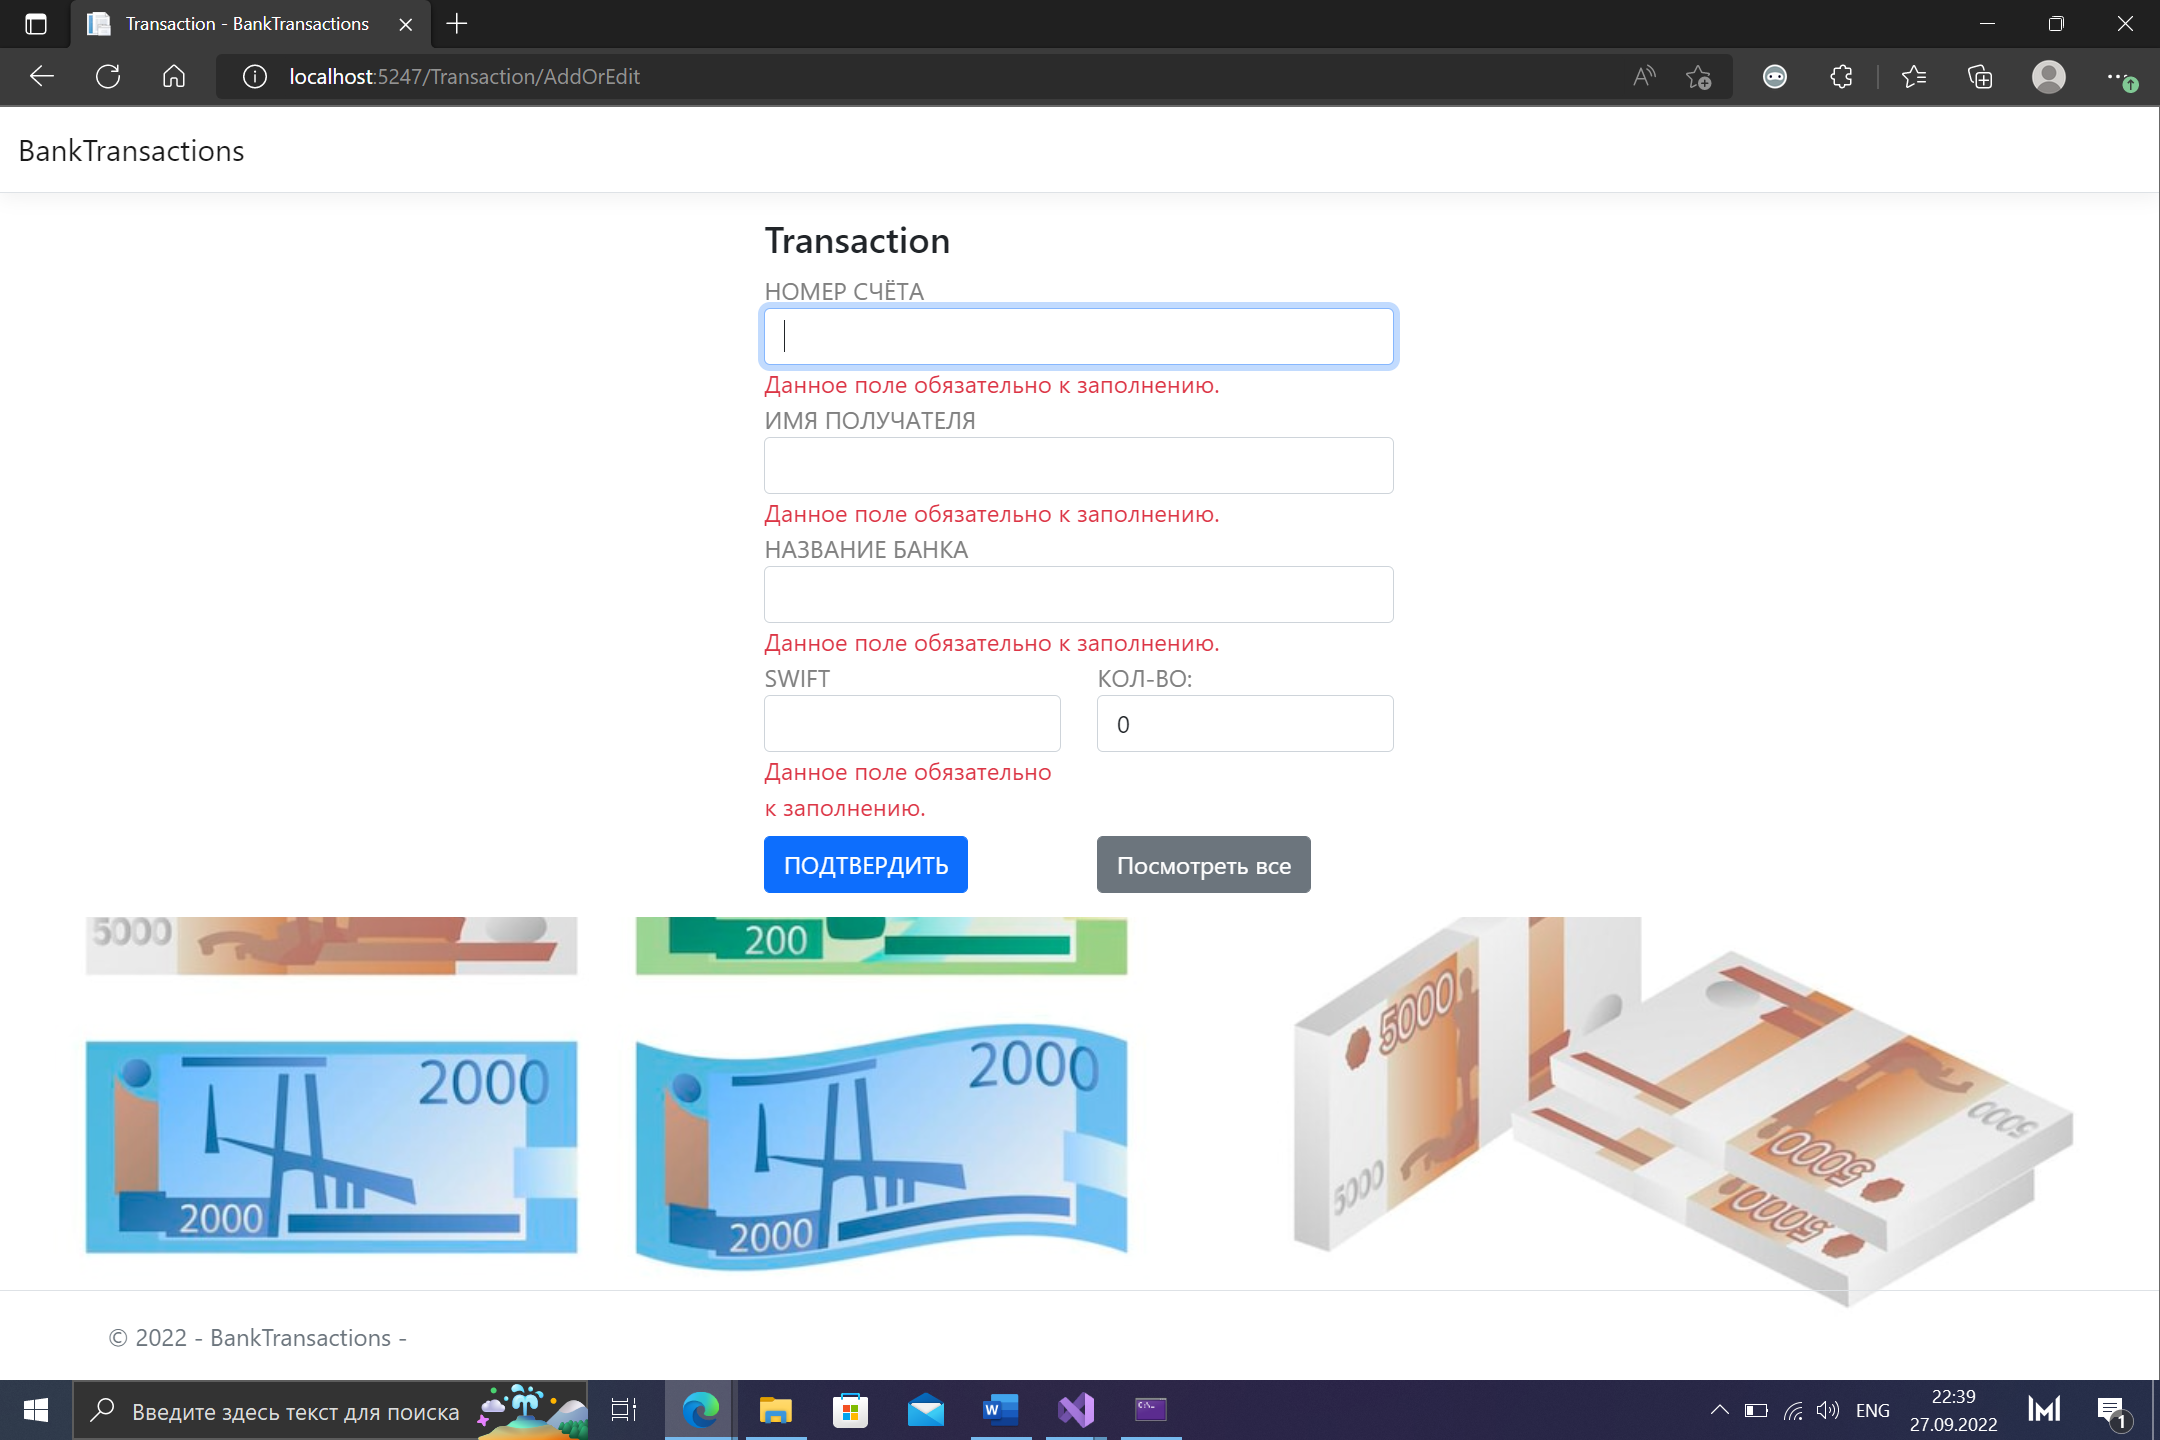 Transaction - BankTransactions
localhost:5247/Transaction/AddOrEdit
BankTransactions
Transaction
НОМЕР СЧЁТА
Данное поле обязательно к заполнению.
ИМЯ ПОЛУЧАТЕЛЯ
Данное поле обязательно к заполнению.
НАЗВАНИЕ БАНКА
Данное поле обязательно к заполнению.
SWIFT КОЛ-ВО:
0
Данное поле обязательно
к заполнению.
ПОДТВЕРДИТЬ Посмотреть все
5000 200
5000
5000
5000
5000
5000
2000 2000
2000 2000
© 2022 - BankTransactions -
Введите здесь текст для поиска
ENG
22:39
27.09.2022
1